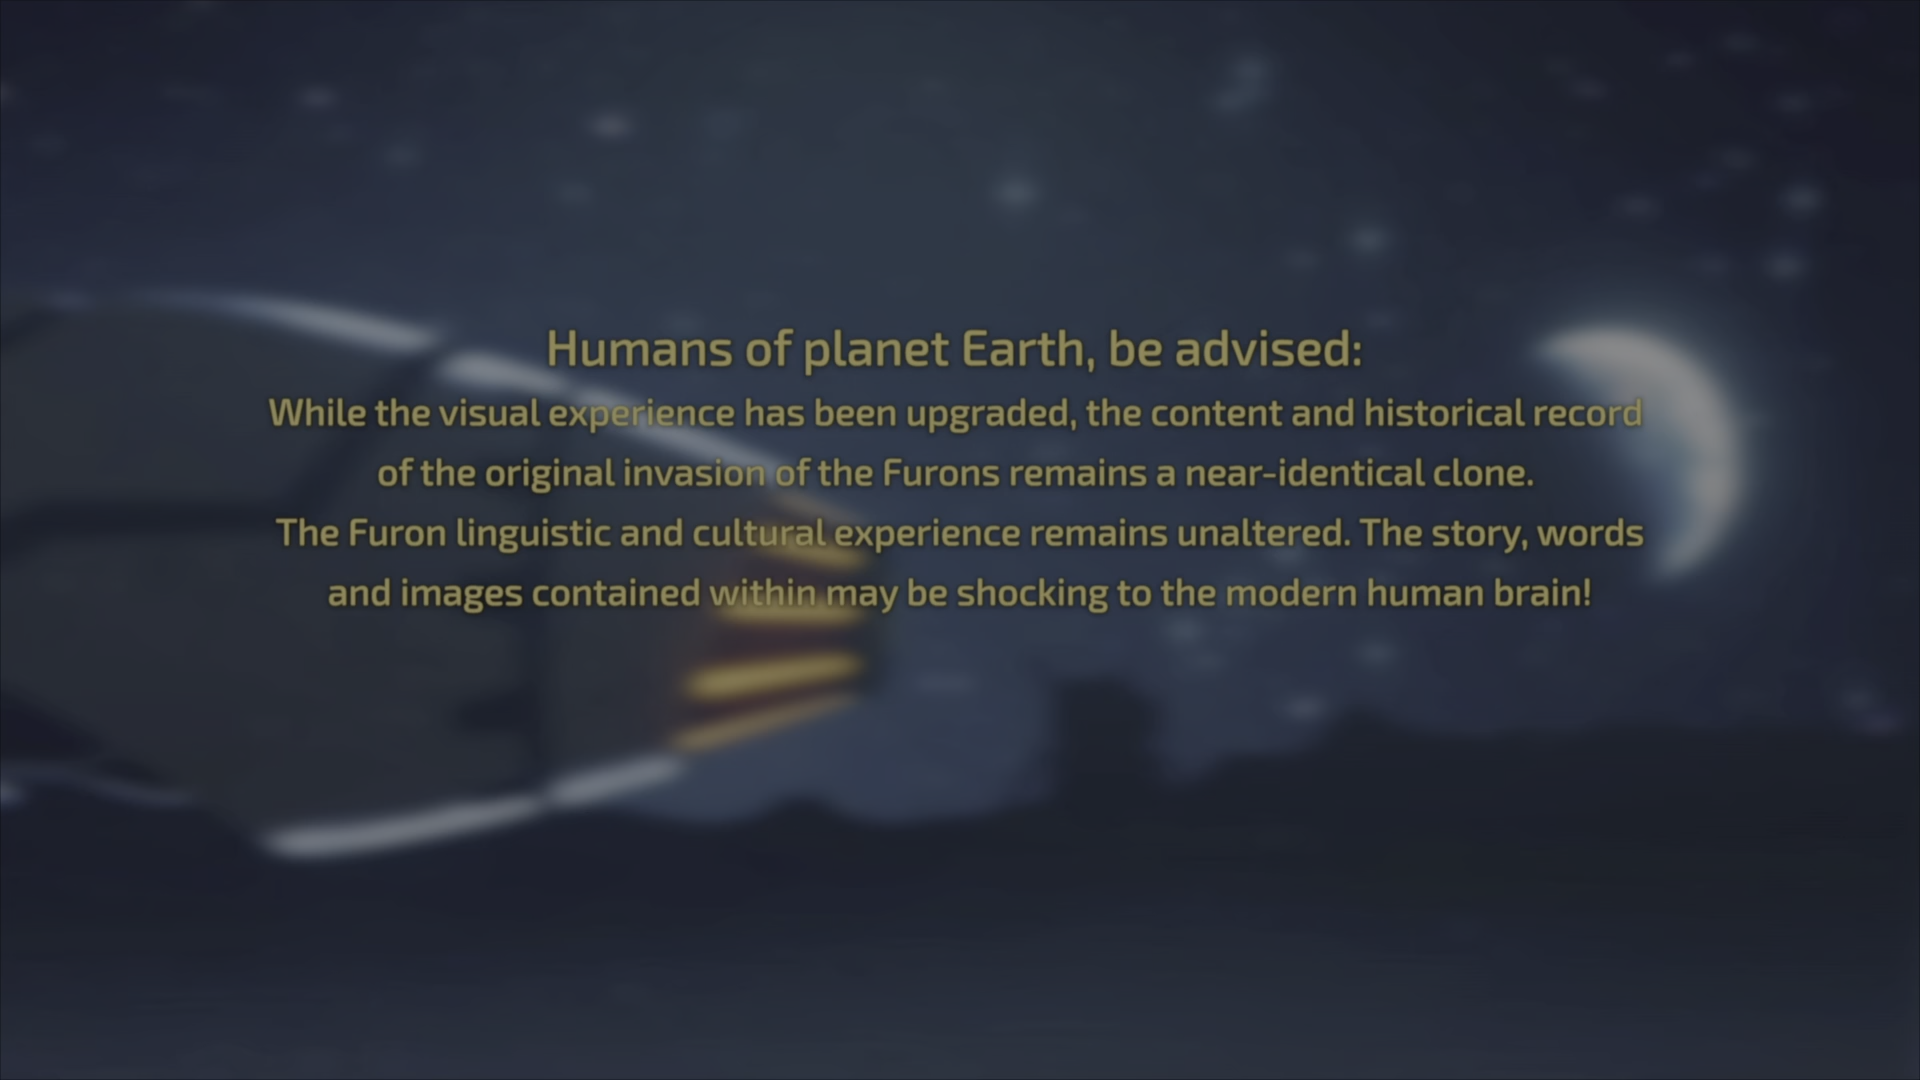 Humans of planet Earth, be advised:
While the visual experience has been upgraded, the content and historical record
of the original invasion of the Furons remains a near-identical clone.
The Furon linguistic and cultural experience remains unaltered. The story, words
and images contained within may be shocking to the modern human brain!